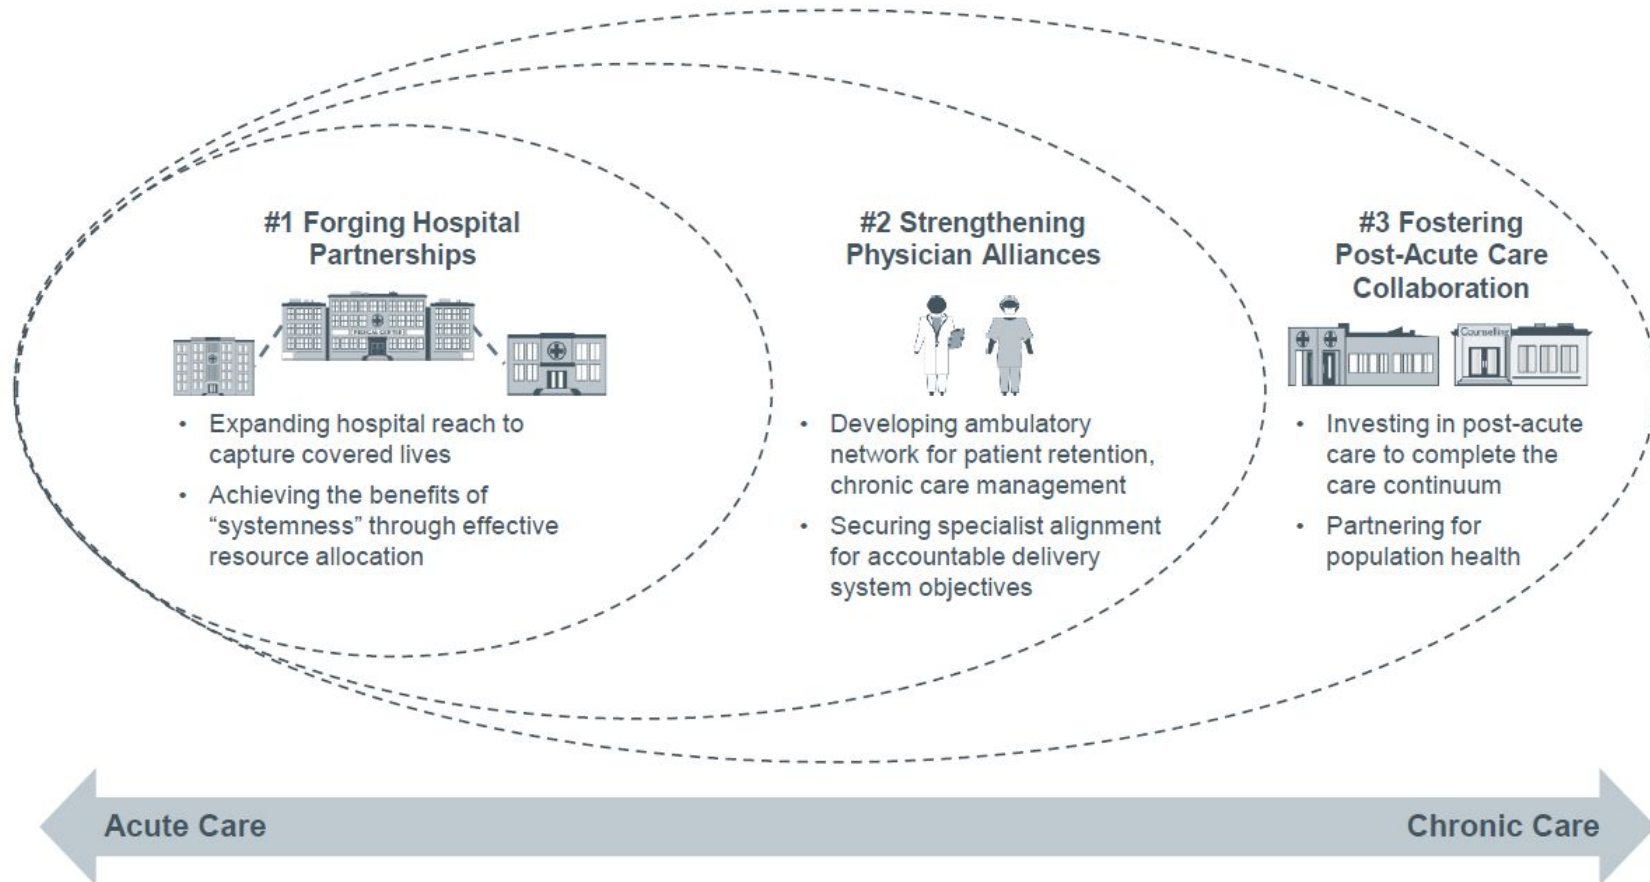 #1 Forging Hospital
Partnerships
MEDICAL CENTER
• Expanding hospital reach to
capture covered lives
• Achieving the benefits of
“systemness” through effective
resource allocation
#2 Strengthening
Physician Alliances
• Developing ambulatory
network for patient retention,
chronic care management
• Securing specialist alignment
for accountable delivery
system objectives
#3 Fostering
Post-Acute Care
Collaboration
Counselling
• Investing in post-acute
care to complete the
care continuum
• Partnering for
population health
Acute Care
Chronic Care